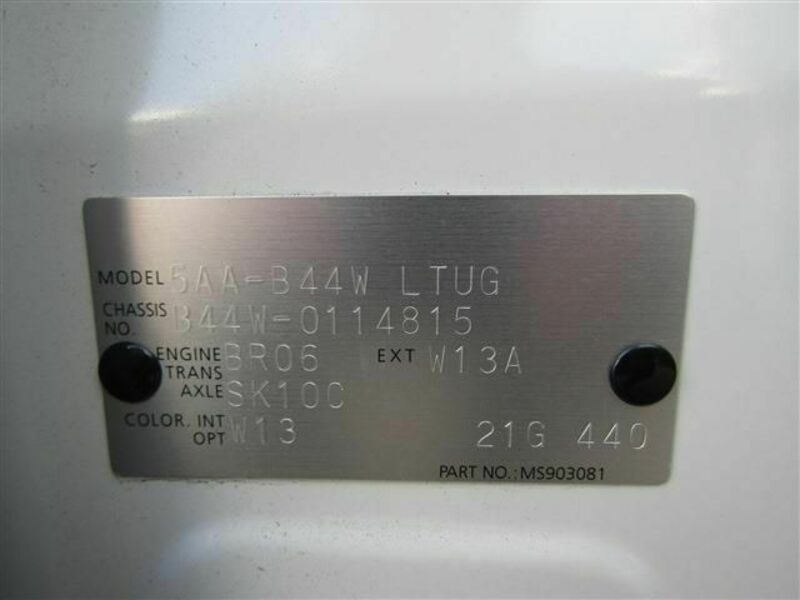 MODEL 5AA-B44W LTUG
CHASSIS NO. B44W-0114815
ENGINE BR06 EXT W13A
TRANS AXLE SK10C
COLOR. INT OPT W13 21G 440
PART NO.: MS903081